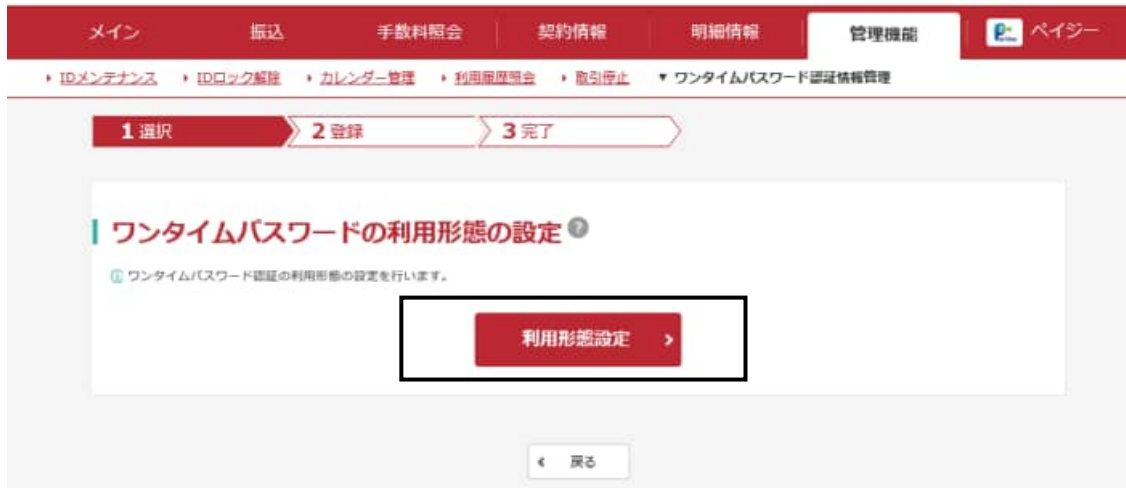 メイン 振込 手数料照会 契約情報 明細情報 管理機能 ペイジー
IDメンテナンス IDロック解除 カレンダー管理 利用履歴照会 取引停止 ▼ ワンタイムパスワード認証情報管理
1 選択 2 登録 3 完了
ワンタイムパスワードの利用形態の設定 ?
ワンタイムパスワード認証の利用形態の設定を行います。
利用形態設定 >
< 戻る